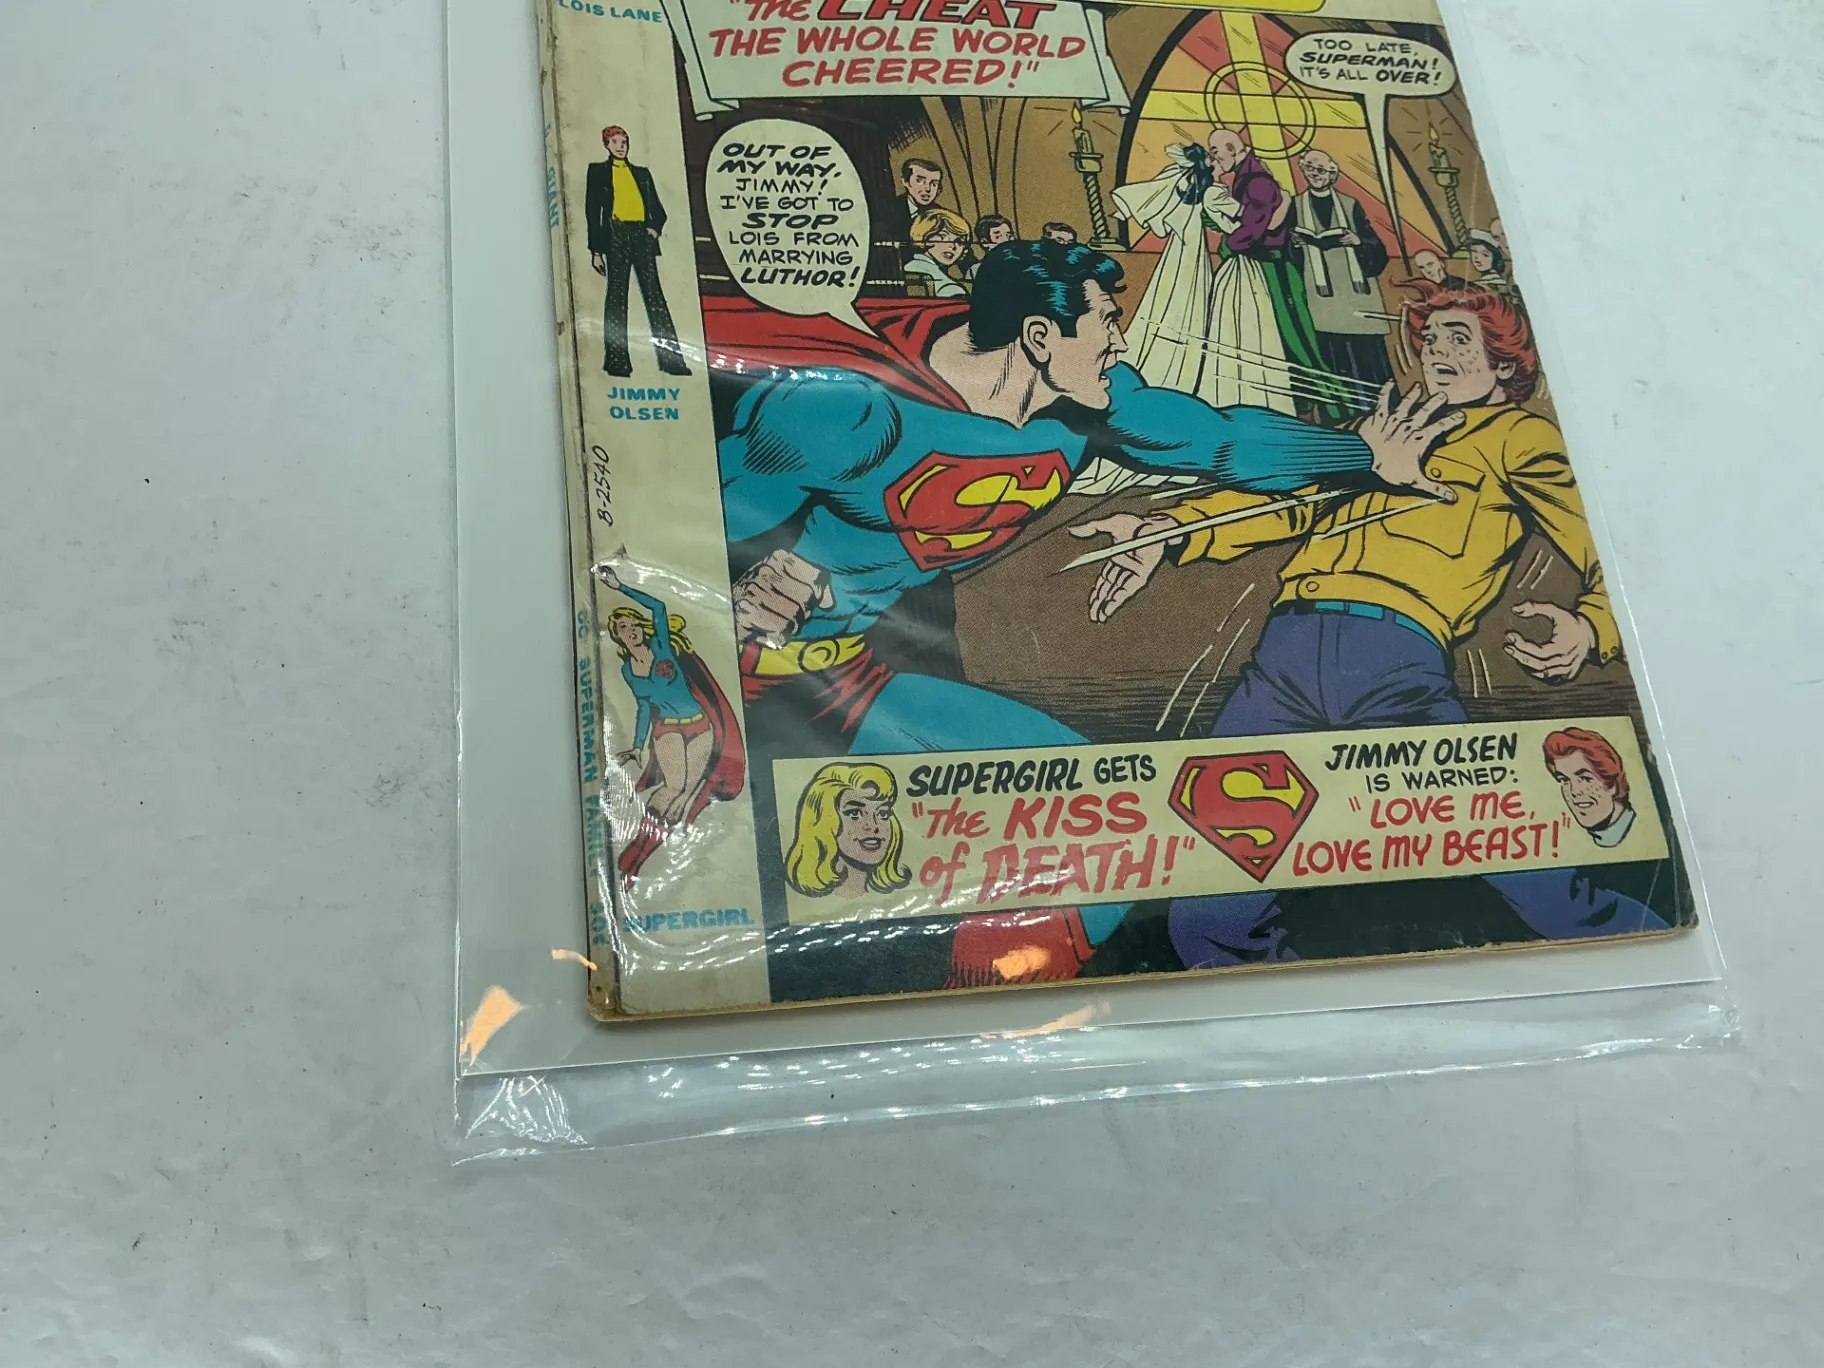 LOIS LANE
"The CHEAT
THE WHOLE WORLD
CHEERED!"
TOO LATE,
SUPERMAN!
IT'S ALL OVER!
OUT OF
MY WAY,
JIMMY!
I'VE GOT TO
STOP
LOIS FROM
MARRYING
LUTHOR!
JIMMY
OLSEN
B-2540
SUPERMAN FAMILY
SUPERGIRL
SUPERGIRL GETS
"The KISS
of DEATH!"
S
JIMMY OLSEN
IS WARNED:
"LOVE ME,
LOVE MY BEAST!"